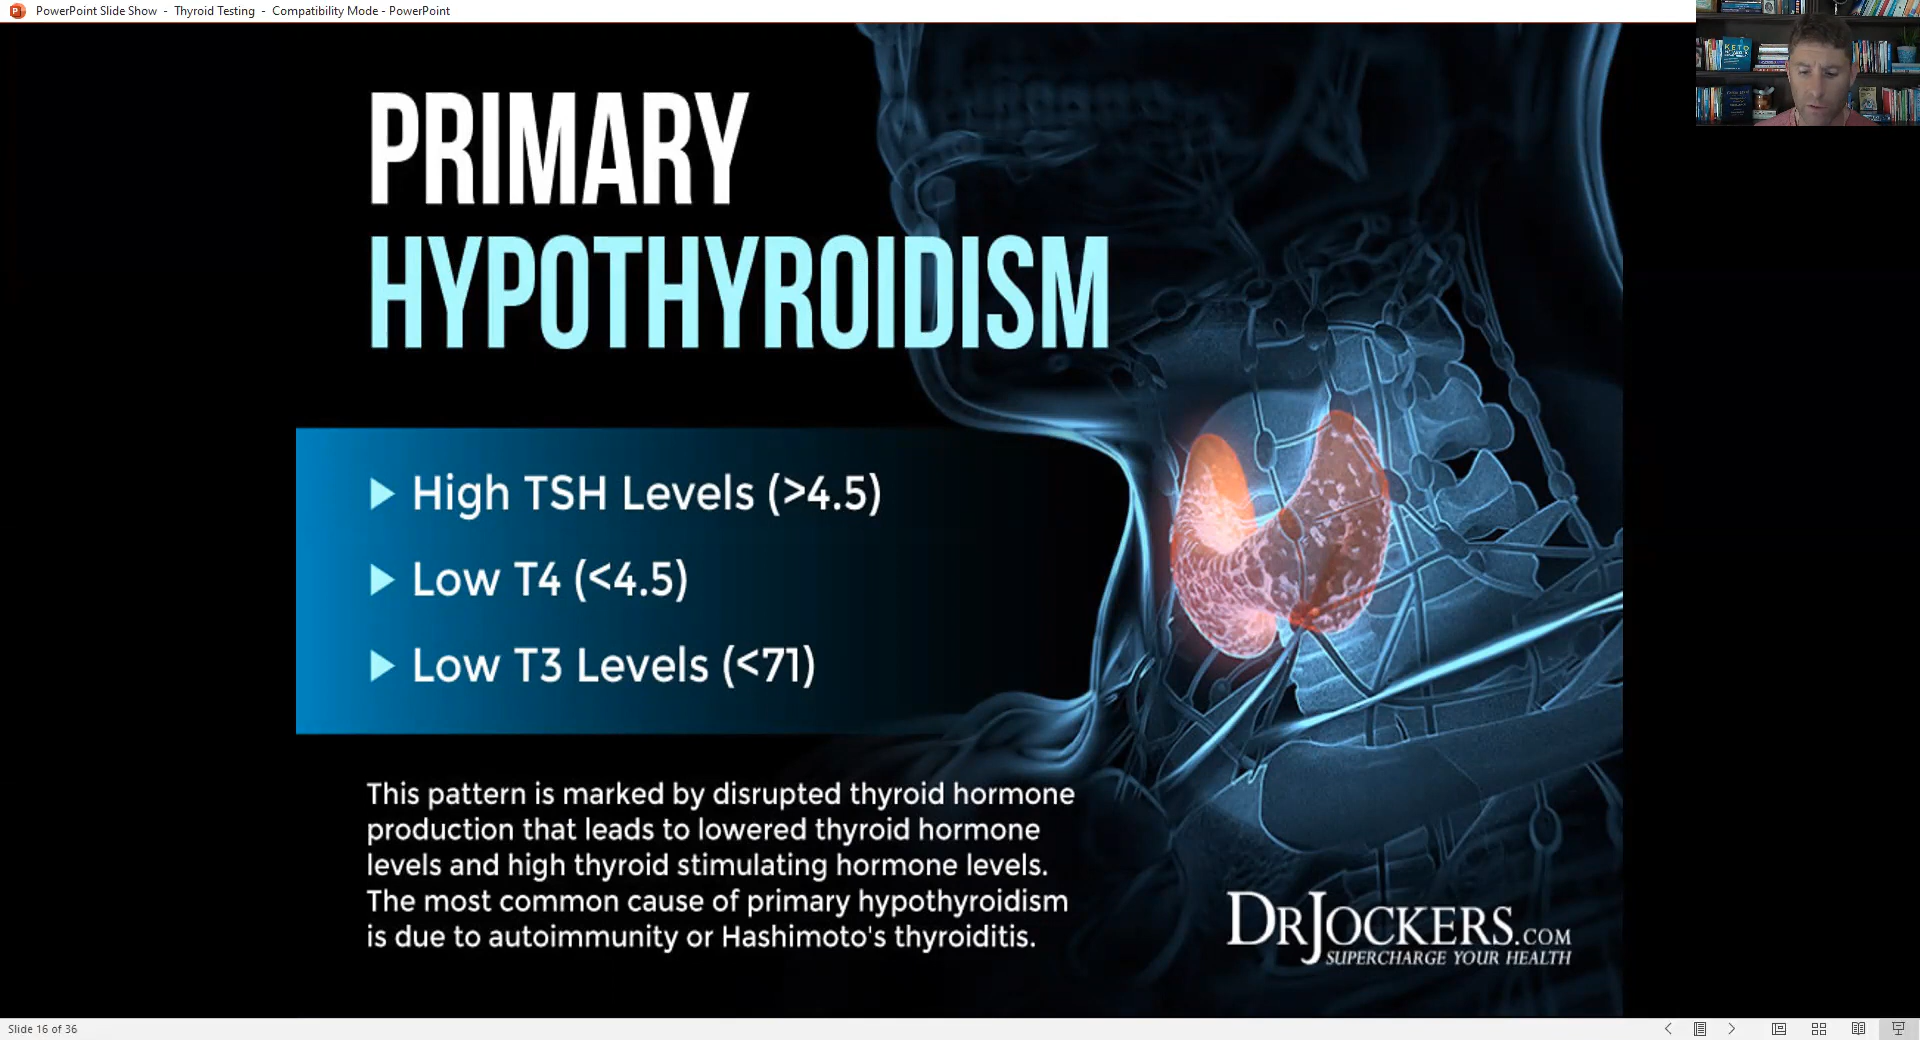 PowerPoint Slide Show - Thyroid Testing - Compatibility Mode - PowerPoint
KETO
PRIMARY
HYPOTHYROIDISM
High TSH Levels (>4.5)
Low T4 (<4.5)
Low T3 Levels (<71)
This pattern is marked by disrupted thyroid hormone
production that leads to lowered thyroid hormone
levels and high thyroid stimulating hormone levels.
The most common cause of primary hypothyroidism
is due to autoimmunity or Hashimoto's thyroiditis.
DRJOCKERS.COM
SUPERCHARGE YOUR HEALTH
Slide 16 of 36